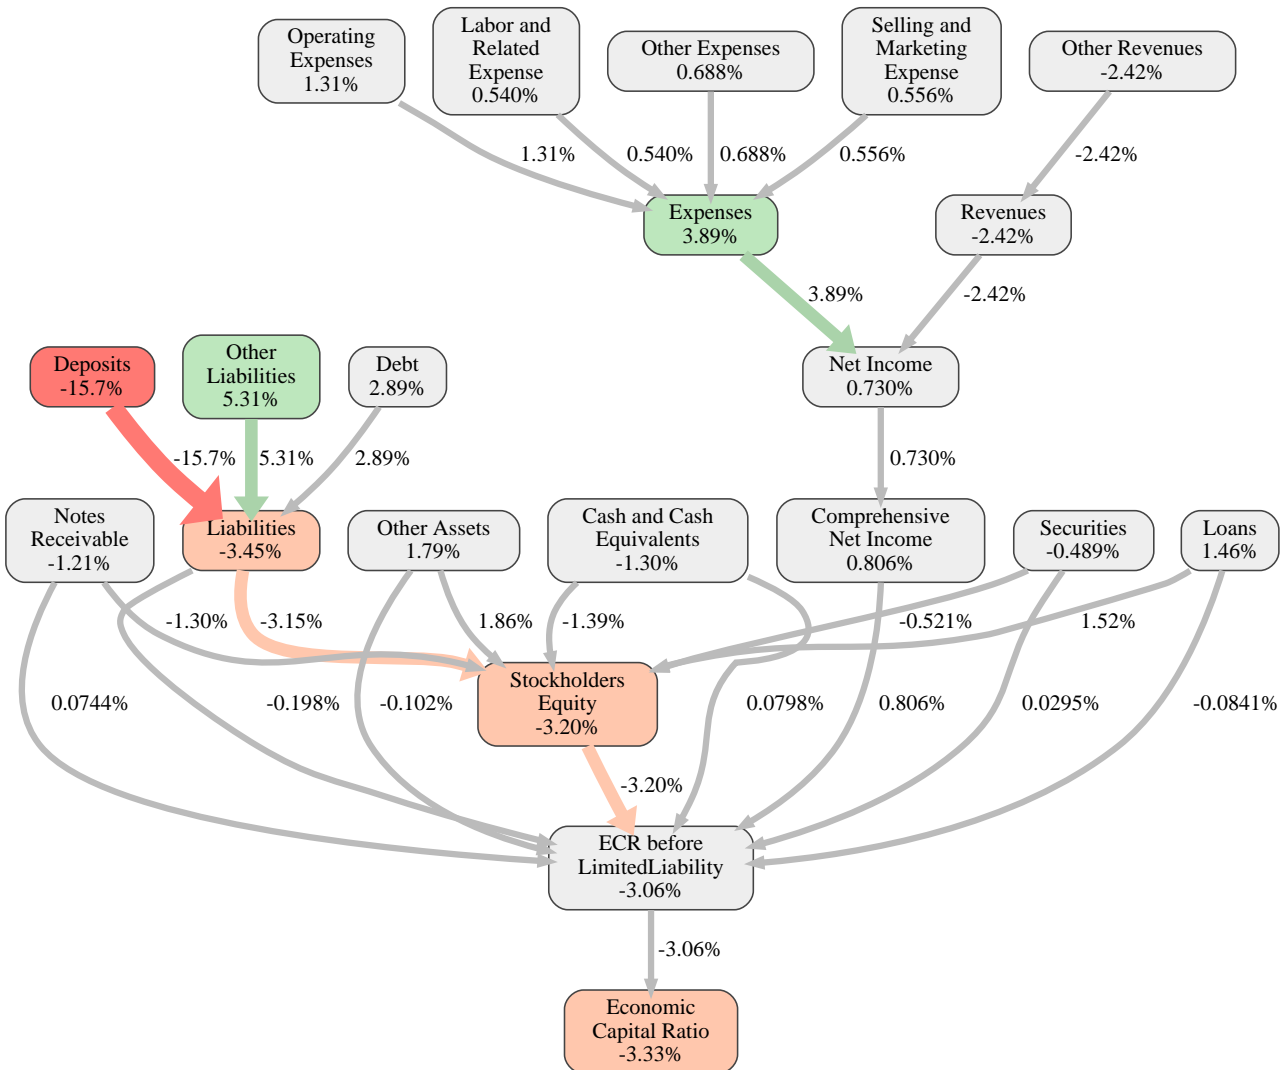 Operating
Expenses
1.31%
Labor and
Related
Expense
0.540%
Other Expenses
0.688%
Selling and
Marketing
Expense
0.556%
Other Revenues
-2.42%
1.31%
0.540%
0.688%
0.556%
-2.42%
Expenses
3.89%
Revenues
-2.42%
3.89%
-2.42%
Deposits
-15.7%
Other
Liabilities
5.31%
Debt
2.89%
Net Income
0.730%
-15.7%
5.31%
2.89%
0.730%
Notes
Receivable
-1.21%
Liabilities
-3.45%
Other Assets
1.79%
Cash and Cash
Equivalents
-1.30%
Comprehensive
Net Income
0.806%
Securities
-0.489%
Loans
1.46%
-1.30%
-3.15%
1.86%
-1.39%
-0.521%
1.52%
Stockholders
Equity
-3.20%
0.0744%
-0.198%
-0.102%
0.0798%
0.806%
0.0295%
-0.0841%
-3.20%
ECR before
LimitedLiability
-3.06%
-3.06%
Economic
Capital Ratio
-3.33%